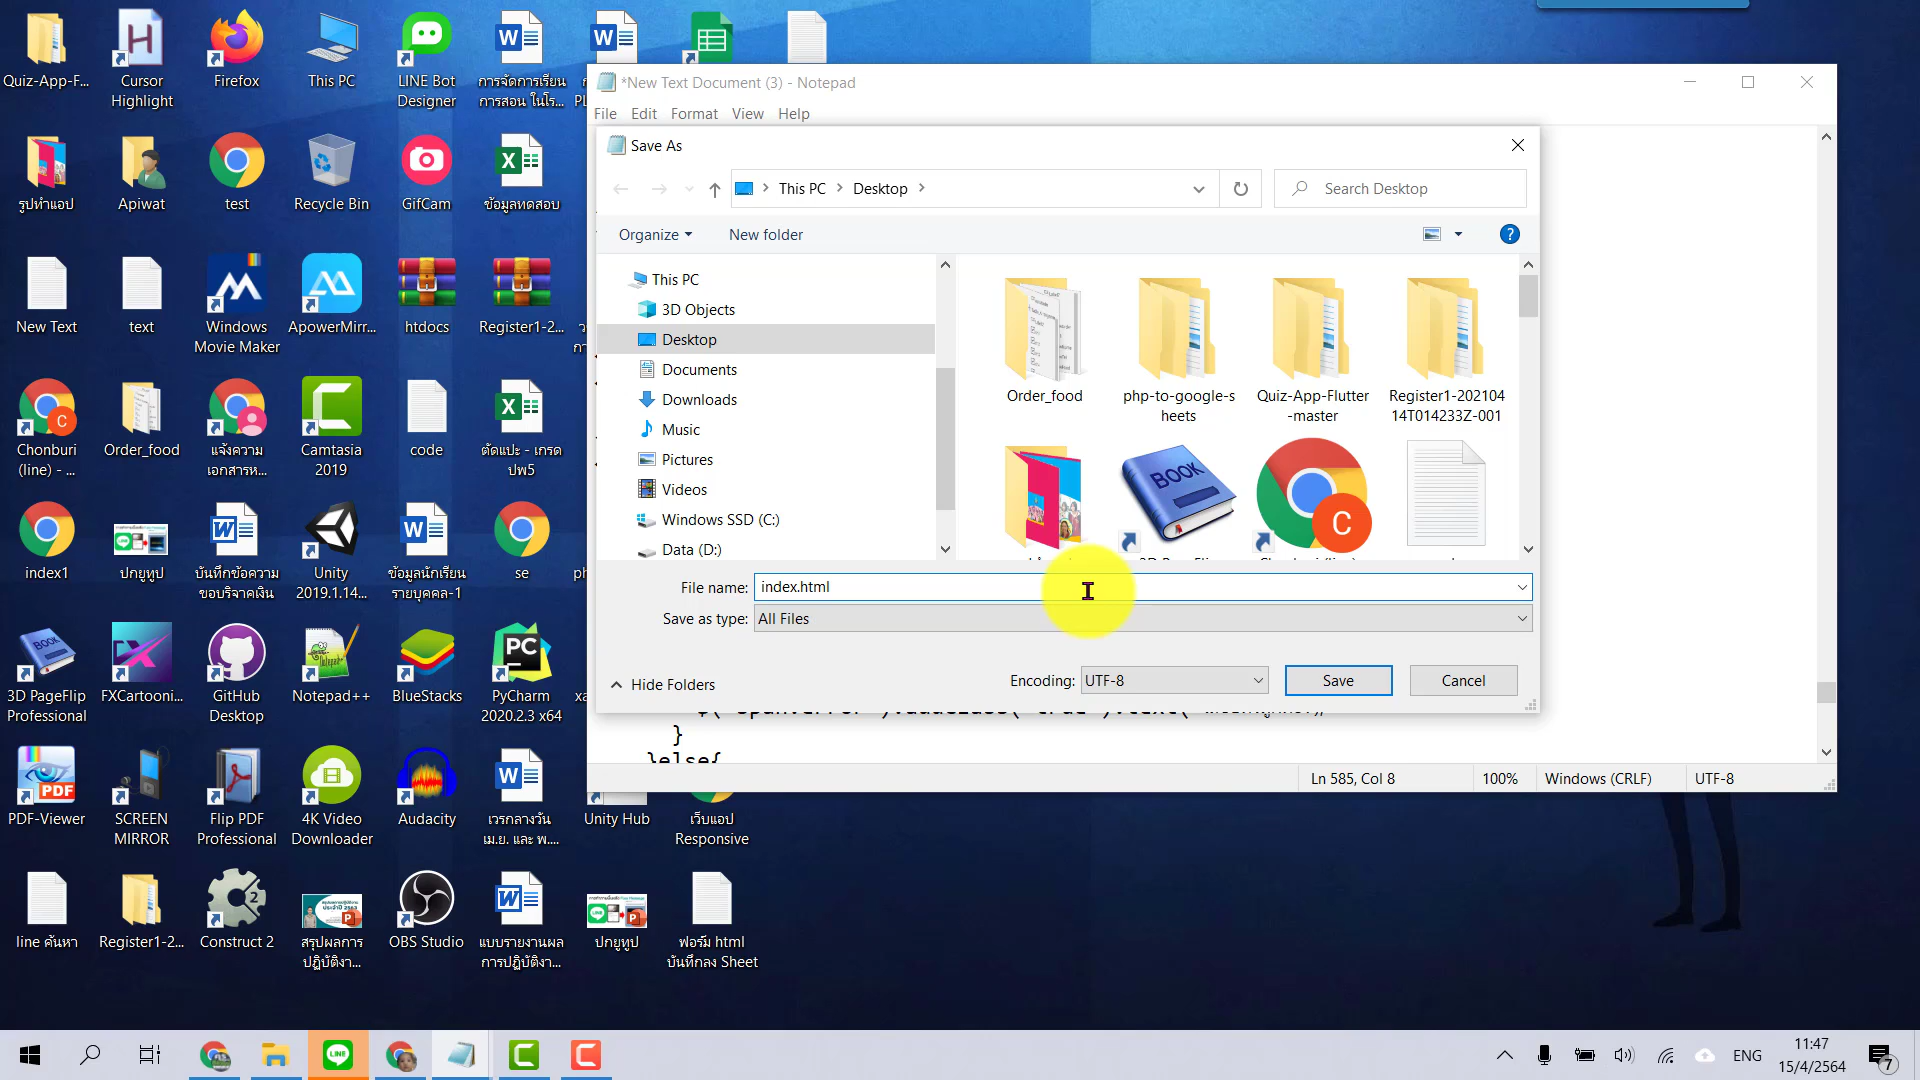 Quiz-App-F...
Cursor
Highlight
Firefox
This PC
LINE Bot
Designer
การจัดการเรียน
การสอน ในโร...
*New Text Document (3) - Notepad
File Edit Format View Help
Save As
This PC > Desktop >
Search Desktop
Organize
New folder
This PC
3D Objects
Desktop
Documents
Downloads
Music
Pictures
Videos
Windows SSD (C:)
Data (D:)
Order_food
php-to-google-s
heets
Quiz-App-Flutter
-master
Register1-202104
14T014233Z-001
BOOK
C
File name: index.html
Save as type: All Files
Hide Folders
Encoding: UTF-8
Save
Cancel
}
}else{
Ln 585, Col 8
100%
Windows (CRLF)
UTF-8
รูปทำแอป
Apiwat
test
Recycle Bin
GifCam
ข้อมูลทดสอบ
New Text
text
Windows
Movie Maker
ApowerMirr...
htdocs
Register1-2...
Chonburi
(line) - ...
Order_food
แจ้งความ
เอกสารห...
Camtasia
2019
code
ตัดแปะ - เกรด
ปพ5
index1
ปกยูทูป
บันทึกข้อความ
ขอบริจาคเงิน
Unity
2019.1.14...
ข้อมูลนักเรียน
รายบุคคล-1
se
3D PageFlip
Professional
FXCartooni...
GitHub
Desktop
Notepad++
BlueStacks
PyCharm
2020.2.3 x64
PDF-Viewer
SCREEN
MIRROR
Flip PDF
Professional
4K Video
Downloader
Audacity
เวรกลางวัน
เม.ย. และ พ....
Unity Hub
เว็บแอป
Responsive
line ค้นหา
Register1-2...
Construct 2
สรุปผลการ
ปฏิบัติงา...
OBS Studio
แบบรายงานผล
การปฏิบัติงา...
ปกยูทูป
ฟอร์ม html
บันทึกลง Sheet
LINE
ENG
11:47
15/4/2564
7